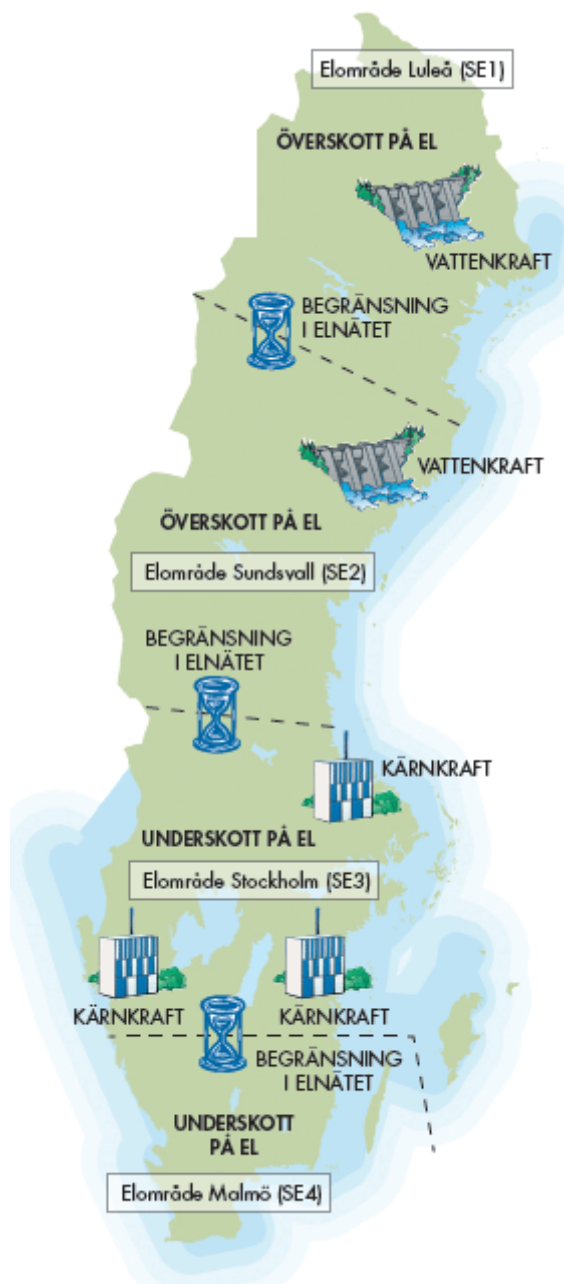 Elområde Luleå (SE1)
ÖVERSKOTT PÅ EL
VATTENKRAFT
BEGRÄNSNING
I ELNÄTET
VATTENKRAFT
ÖVERSKOTT PÅ EL
Elområde Sundsvall (SE2)
BEGRÄNSNING
I ELNÄTET
KÄRNKRAFT
UNDERSKOTT PÅ EL
Elområde Stockholm (SE3)
KÄRNKRAFT
KÄRNKRAFT
BEGRÄNSNING
I ELNÄTET
UNDERSKOTT
PÅ EL
Elområde Malmö (SE4)